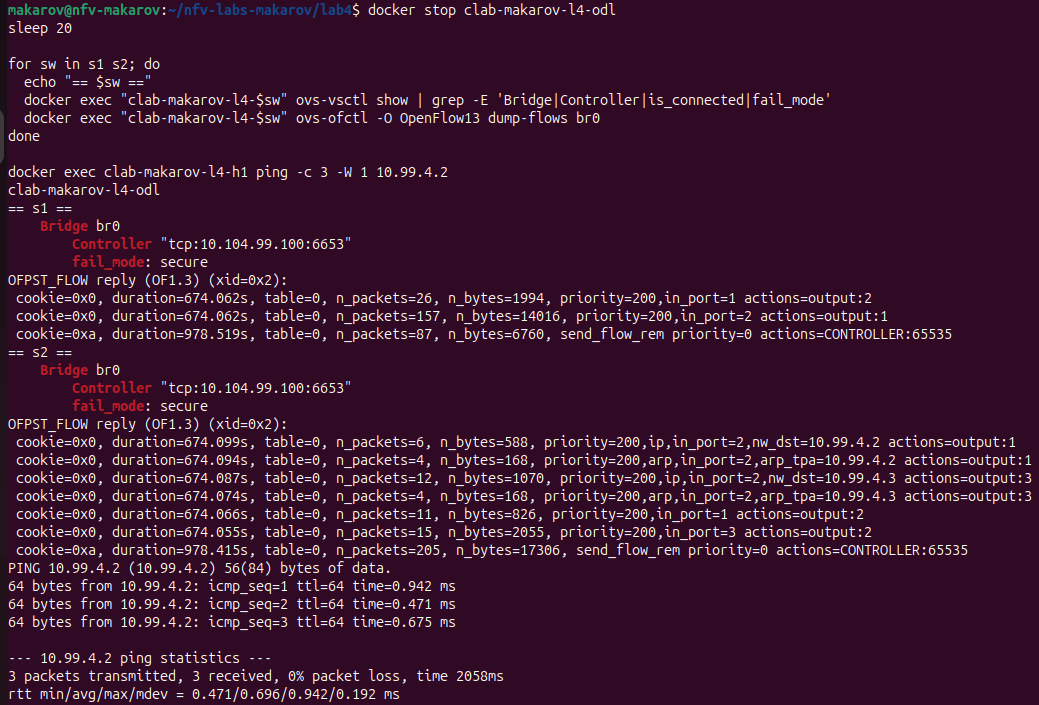 makarov@nfv-makarov:~/nfv-labs-makarov/lab4$ docker stop clab-makarov-l4-odl
sleep 20

for sw in s1 s2; do
  echo "== $sw =="
  docker exec "clab-makarov-l4-$sw" ovs-vsctl show | grep -E 'Bridge|Controller|is_connected|fail_mode'
  docker exec "clab-makarov-l4-$sw" ovs-ofctl -O OpenFlow13 dump-flows br0
done

docker exec clab-makarov-l4-h1 ping -c 3 -W 1 10.99.4.2
clab-makarov-l4-odl
== s1 ==
    Bridge br0
        Controller "tcp:10.104.99.100:6653"
        fail_mode: secure
OFPST_FLOW reply (OF1.3) (xid=0x2):
 cookie=0x0, duration=674.062s, table=0, n_packets=26, n_bytes=1994, priority=200,in_port=1 actions=output:2
 cookie=0x0, duration=674.062s, table=0, n_packets=157, n_bytes=14016, priority=200,in_port=2 actions=output:1
 cookie=0xa, duration=978.519s, table=0, n_packets=87, n_bytes=6760, send_flow_rem priority=0 actions=CONTROLLER:65535
== s2 ==
    Bridge br0
        Controller "tcp:10.104.99.100:6653"
        fail_mode: secure
OFPST_FLOW reply (OF1.3) (xid=0x2):
 cookie=0x0, duration=674.099s, table=0, n_packets=6, n_bytes=588, priority=200,ip,in_port=2,nw_dst=10.99.4.2 actions=output:1
 cookie=0x0, duration=674.094s, table=0, n_packets=4, n_bytes=168, priority=200,arp,in_port=2,arp_tpa=10.99.4.2 actions=output:1
 cookie=0x0, duration=674.087s, table=0, n_packets=12, n_bytes=1070, priority=200,ip,in_port=2,nw_dst=10.99.4.3 actions=output:3
 cookie=0x0, duration=674.074s, table=0, n_packets=4, n_bytes=168, priority=200,arp,in_port=2,arp_tpa=10.99.4.3 actions=output:3
 cookie=0x0, duration=674.066s, table=0, n_packets=11, n_bytes=826, priority=200,in_port=1 actions=output:2
 cookie=0x0, duration=674.055s, table=0, n_packets=15, n_bytes=2055, priority=200,in_port=3 actions=output:2
 cookie=0xa, duration=978.415s, table=0, n_packets=205, n_bytes=17306, send_flow_rem priority=0 actions=CONTROLLER:65535
PING 10.99.4.2 (10.99.4.2) 56(84) bytes of data.
64 bytes from 10.99.4.2: icmp_seq=1 ttl=64 time=0.942 ms
64 bytes from 10.99.4.2: icmp_seq=2 ttl=64 time=0.471 ms
64 bytes from 10.99.4.2: icmp_seq=3 ttl=64 time=0.675 ms

--- 10.99.4.2 ping statistics ---
3 packets transmitted, 3 received, 0% packet loss, time 2058ms
rtt min/avg/max/mdev = 0.471/0.696/0.942/0.192 ms